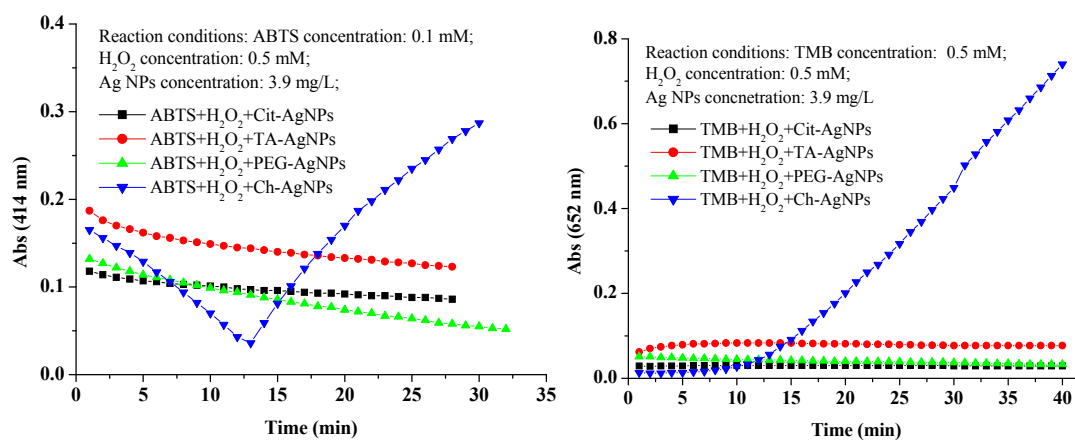 0.4
0.3
0.2
0.1
0.0
Abs (414 nm)
Reaction conditions: ABTS concentration: 0.1 mM;
H₂O₂ concentration: 0.5 mM;
Ag NPs concentration: 3.9 mg/L;
ABTS+H₂O₂+Cit-AgNPs
ABTS+H₂O₂+TA-AgNPs
ABTS+H₂O₂+PEG-AgNPs
ABTS+H₂O₂+Ch-AgNPs
0 5 10 15 20 25 30 35
Time (min)
0.8
0.6
0.4
0.2
0.0
Abs (652 nm)
Reaction conditions: TMB concentration: 0.5 mM;
H₂O₂ concentration: 0.5 mM;
Ag NPs concnetration: 3.9 mg/L
TMB+H₂O₂+Cit-AgNPs
TMB+H₂O₂+TA-AgNPs
TMB+H₂O₂+PEG-AgNPs
TMB+H₂O₂+Ch-AgNPs
0 5 10 15 20 25 30 35 40
Time (min)